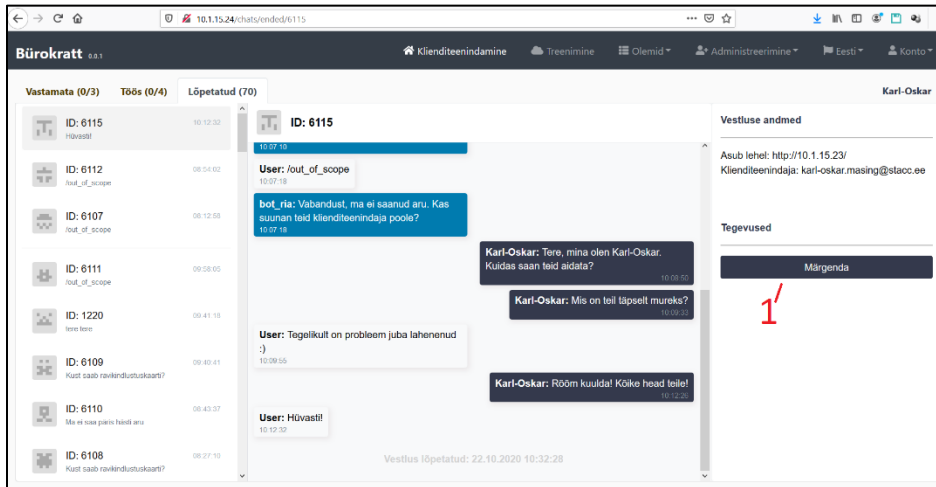 10.1.15.24/chats/ended/6115
Bürokratt 0.0.1
Klienditeenindamine
Treenimine
Olemid
Administreerimine
Eesti
Konto
Vastamata (0/3)
Töös (0/4)
Lõpetatud (70)
Karl-Oskar
ID: 6115
10:12:32
Hüvasti!
ID: 6112
08:54:02
/out_of_scope
ID: 6107
08:12:58
/out_of_scope
ID: 6111
09:58:05
/out_of_scope
ID: 1220
09:41:18
tere tere
ID: 6109
09:40:41
Kust saab ravikindlustuskaarti?
ID: 6110
08:43:37
Ma ei saa päris hästi aru
ID: 6108
08:27:10
Kust saab ravikindlustuskaarti?
ID: 6115
10:07:10
User: /out_of_scope
10:07:18
bot_ria: Vabandust, ma ei saanud aru. Kas
suunan teid klienditeenindaja poole?
10:07:18
Karl-Oskar: Tere, mina olen Karl-Oskar.
Kuidas saan teid aidata?
10:08:50
Karl-Oskar: Mis on teil täpselt mureks?
10:09:33
User: Tegelikult on probleem juba lahenenud
:)
10:09:55
Karl-Oskar: Rõõm kuulda! Kõike head teile!
10:12:26
User: Hüvasti!
10:12:32
Vestlus lõpetatud: 22.10.2020 10:32:28
Vestluse andmed
Asub lehel: http://10.1.15.23/
Klienditeenindaja: karl-oskar.masing@stacc.ee
Tegevused
Märgenda
1